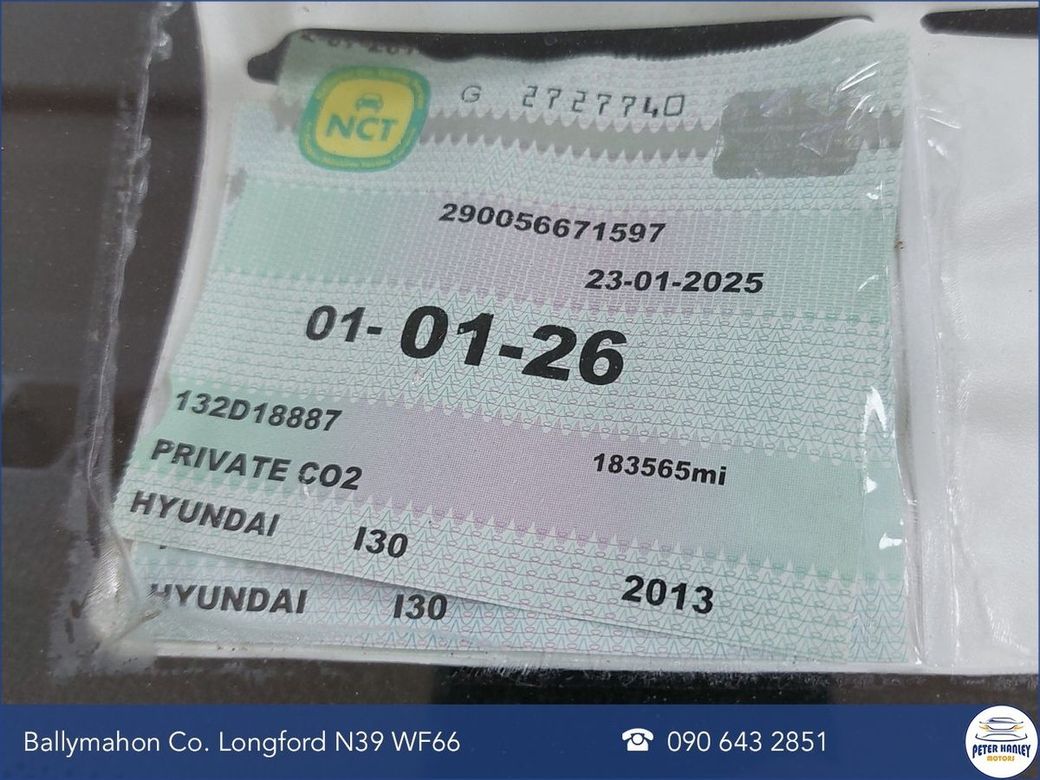 NCT
G 2727740
290056671597
23-01-2025
01-01-26
132D18887
PRIVATE CO2
183565mi
HYUNDAI I30
2013
HYUNDAI I30
Ballymahon Co. Longford N39 WF66
☎ 090 643 2851
PETER HANLEY
MOTORS